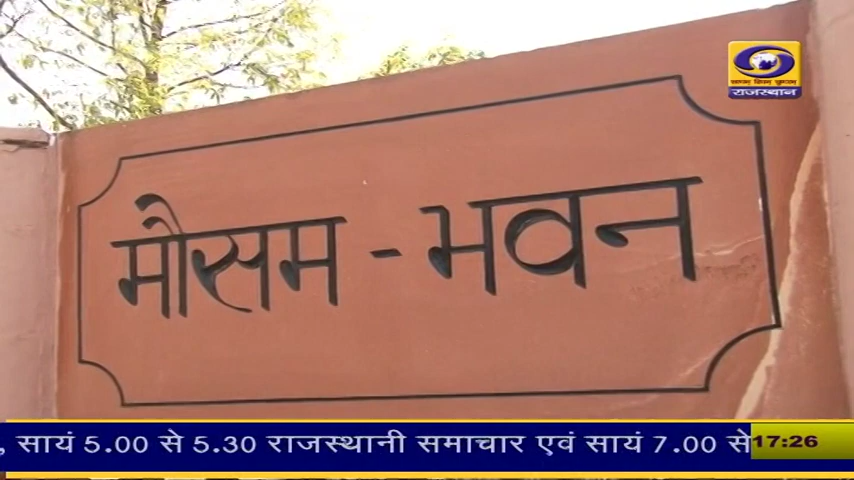 राजस्थान
मौसम - भवन
, सायं 5.00 से 5.30 राजस्थानी समाचार एवं सायं 7.00 से
17:26